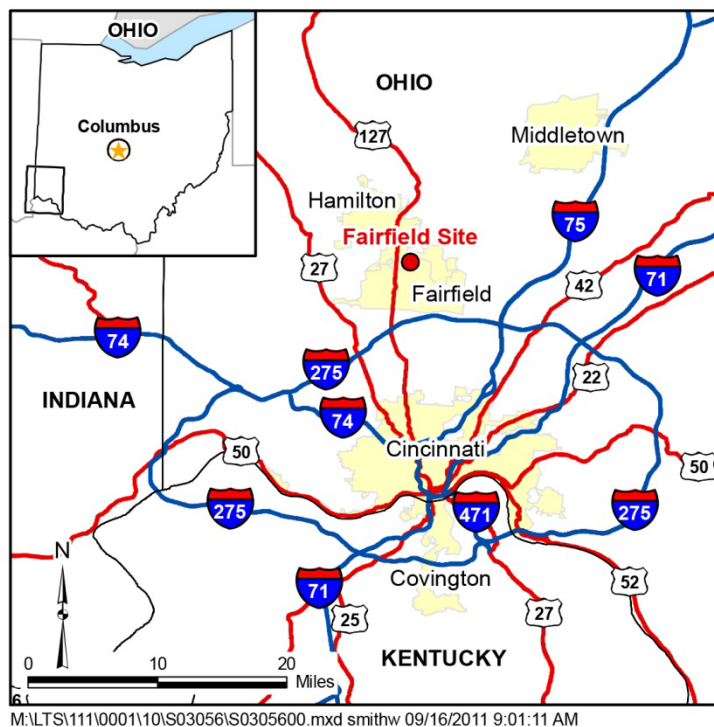 OHIO
Columbus
OHIO
127
Middletown
Hamilton
75
Fairfield Site
27
42
71
Fairfield
74
275
22
INDIANA
74
Cincinnati
50
50
275
471
275
N
Covington
71
52
25
27
KENTUCKY
0 10 20
Miles
6
M:\LTS\111\0001\10\S03056\S0305600.mxd smithw 09/16/2011 9:01:11 AM